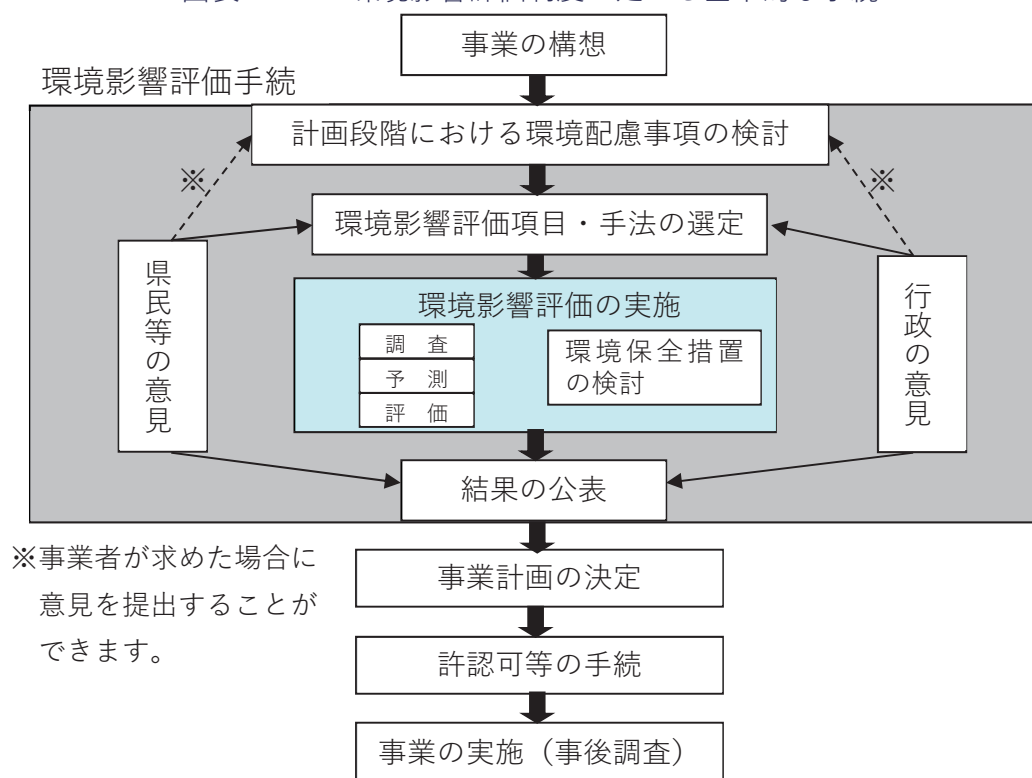 事業の構想
環境影響評価手続
計画段階における環境配慮事項の検討
※
※
環境影響評価項目・手法の選定
県民等の意見
行政の意見
環境影響評価の実施
調　査
予　測
評　価
環境保全措置
の検討
結果の公表
※事業者が求めた場合に
意見を提出することが
できます。
事業計画の決定
許認可等の手続
事業の実施（事後調査）